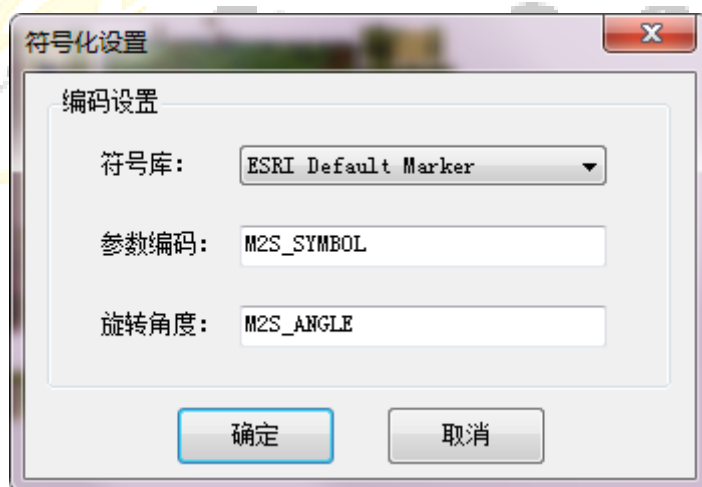 符号化设置
编码设置
符号库： ESRI Default Marker
参数编码： M2S_SYMBOL
旋转角度： M2S_ANGLE
确定 取消